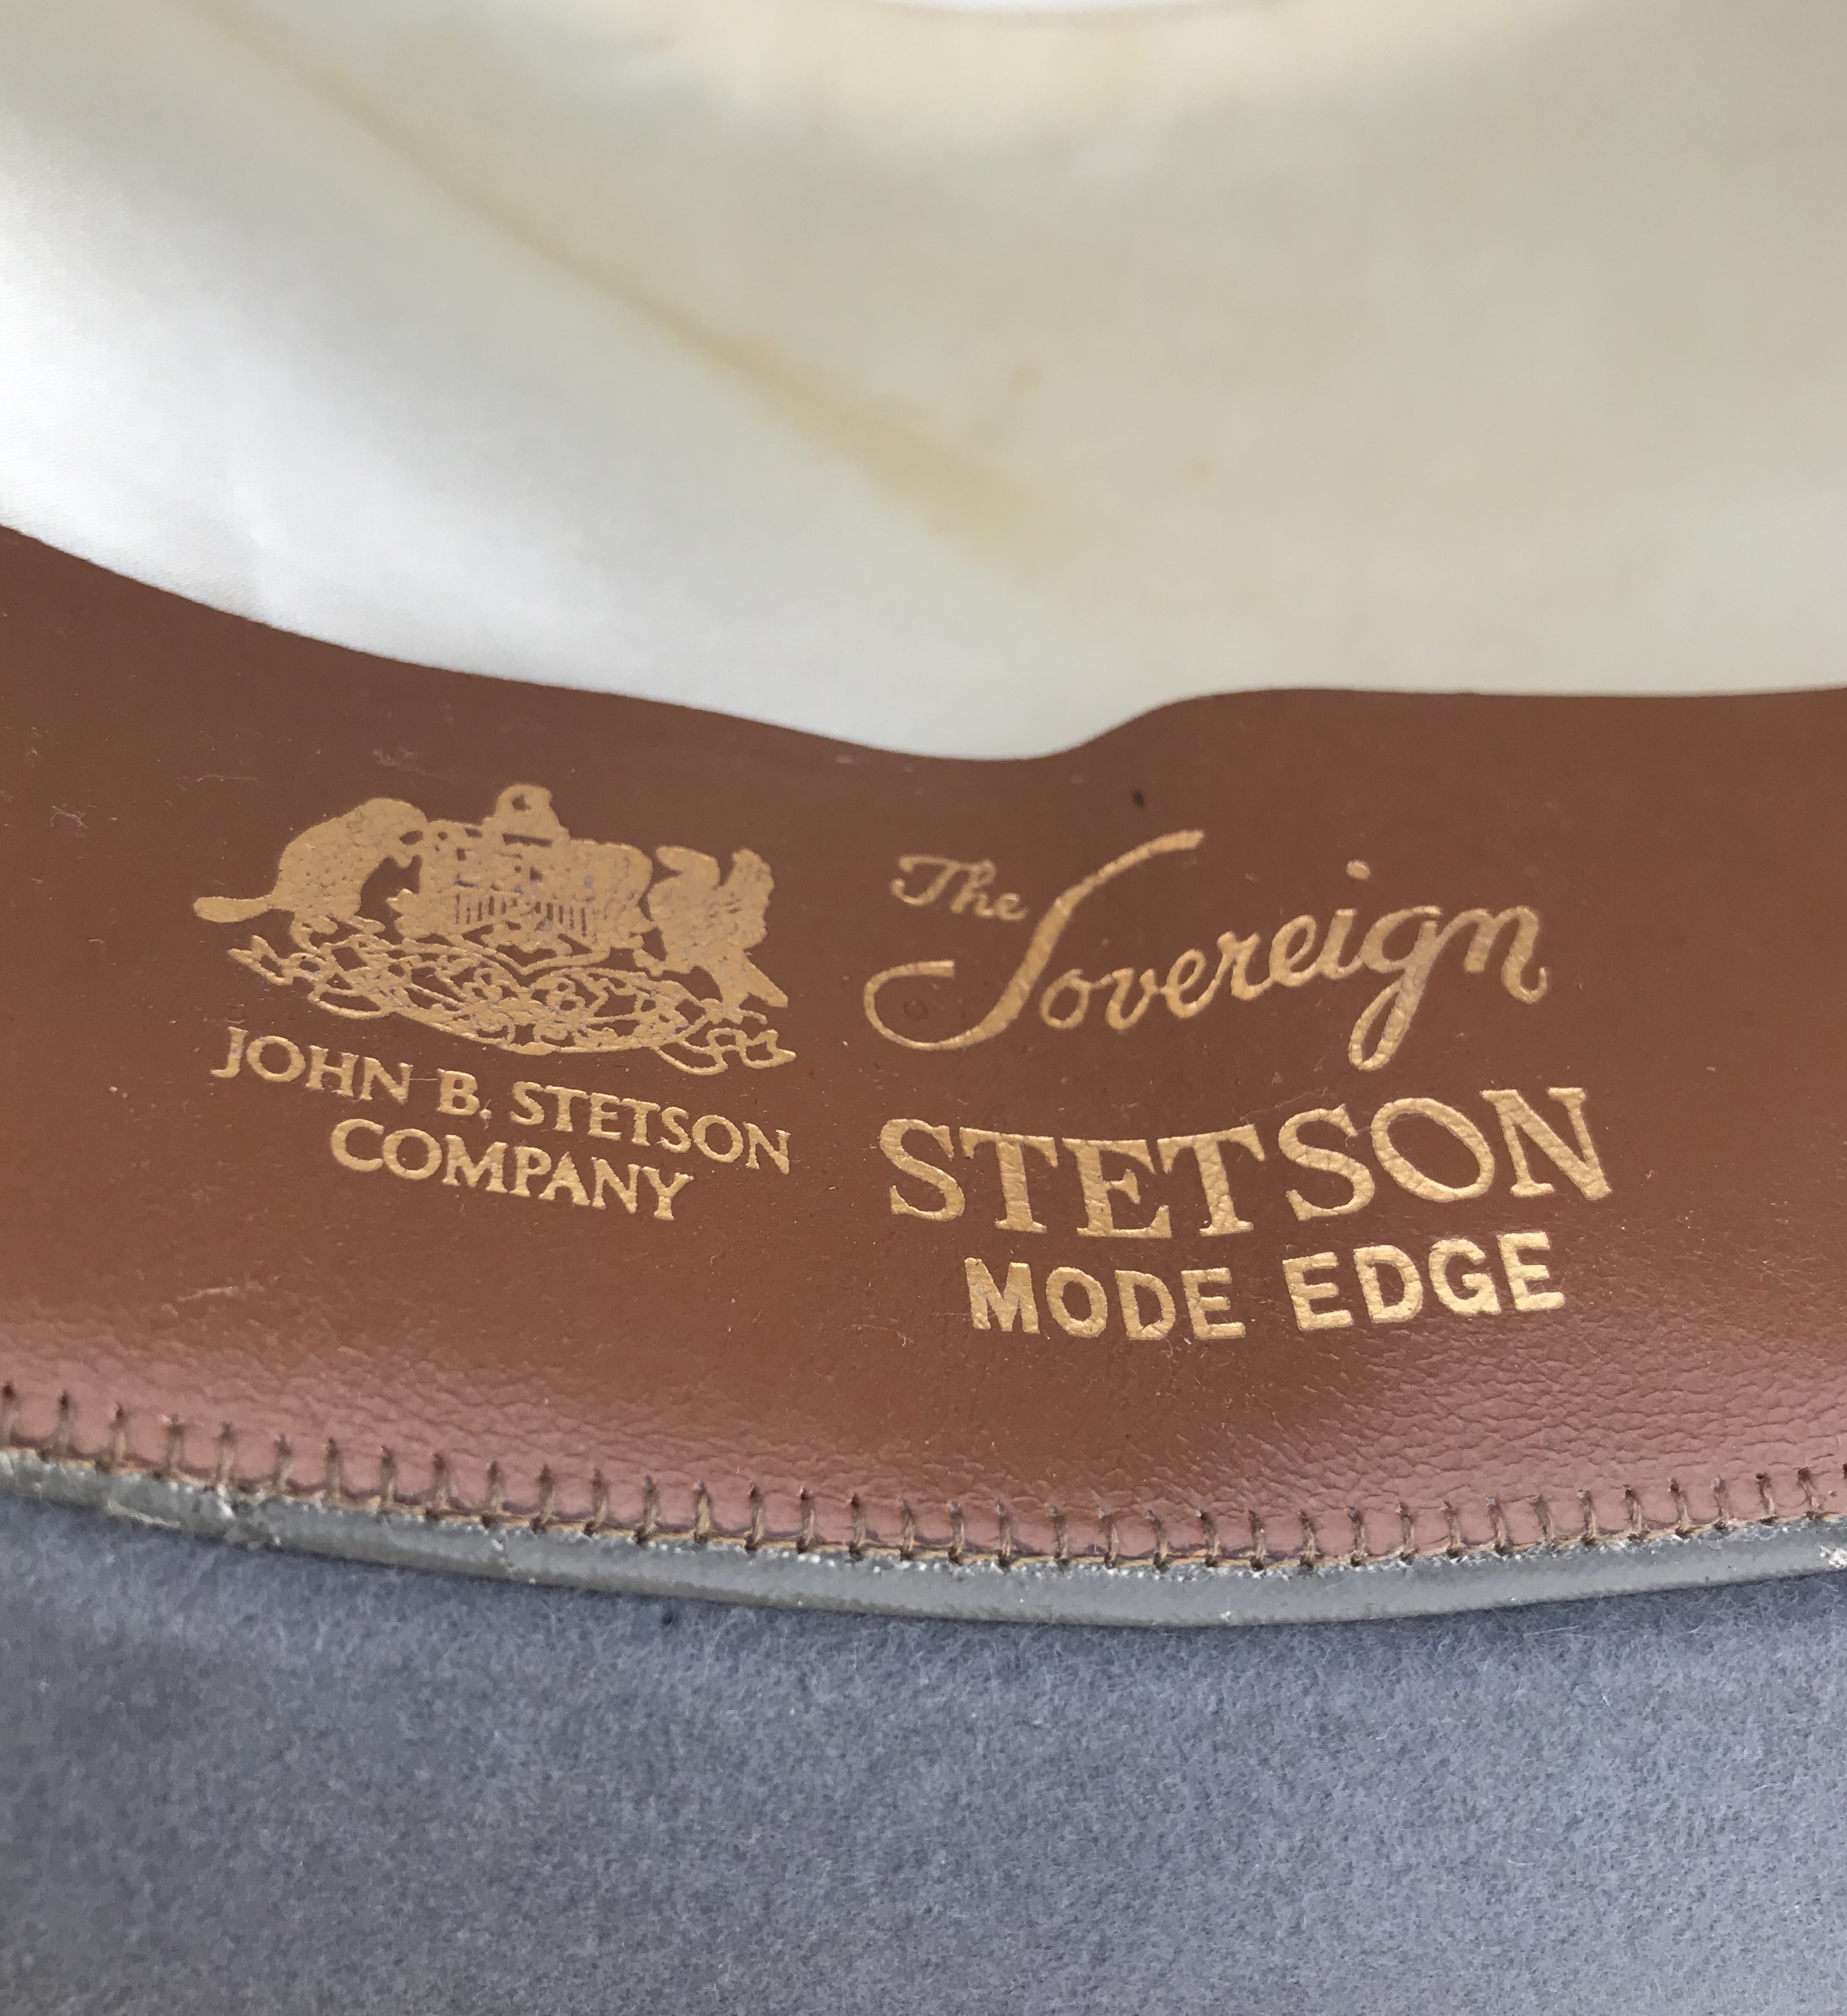 JOHN B. STETSON
COMPANY
The Sovereign
STETSON
MODE EDGE